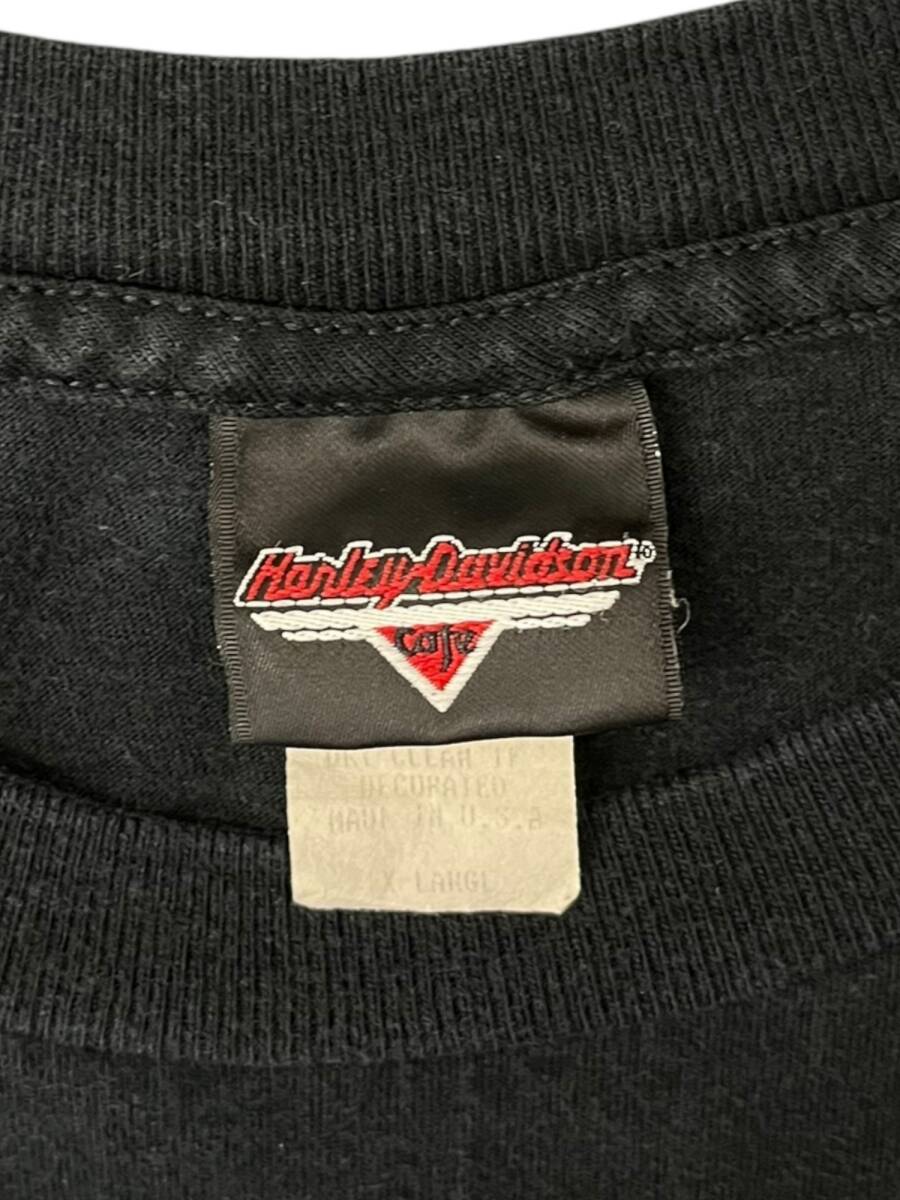 Harley-Davidson
Cafe
DRY CLEAN IF
DECORATED
MADE IN U.S.A
X-LARGE